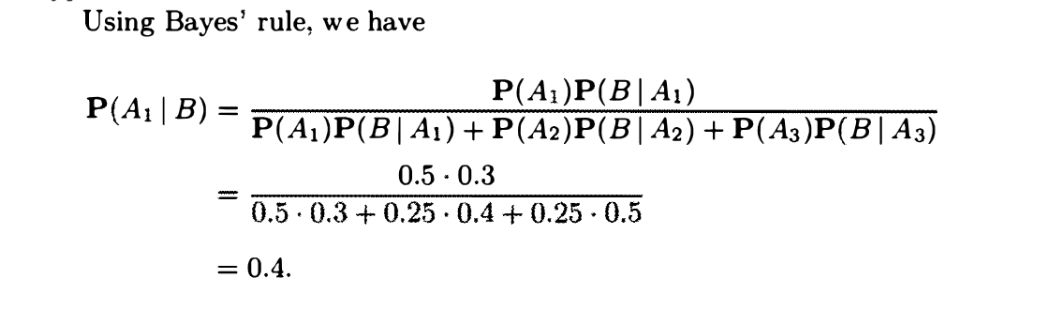 Using Bayes' rule, we have
P(A₁ | B) = P(A₁)P(B | A₁) / P(A₁)P(B | A₁) + P(A₂)P(B | A₂) + P(A₃)P(B | A₃)
= 0.5 · 0.3 / 0.5 · 0.3 + 0.25 · 0.4 + 0.25 · 0.5
= 0.4.